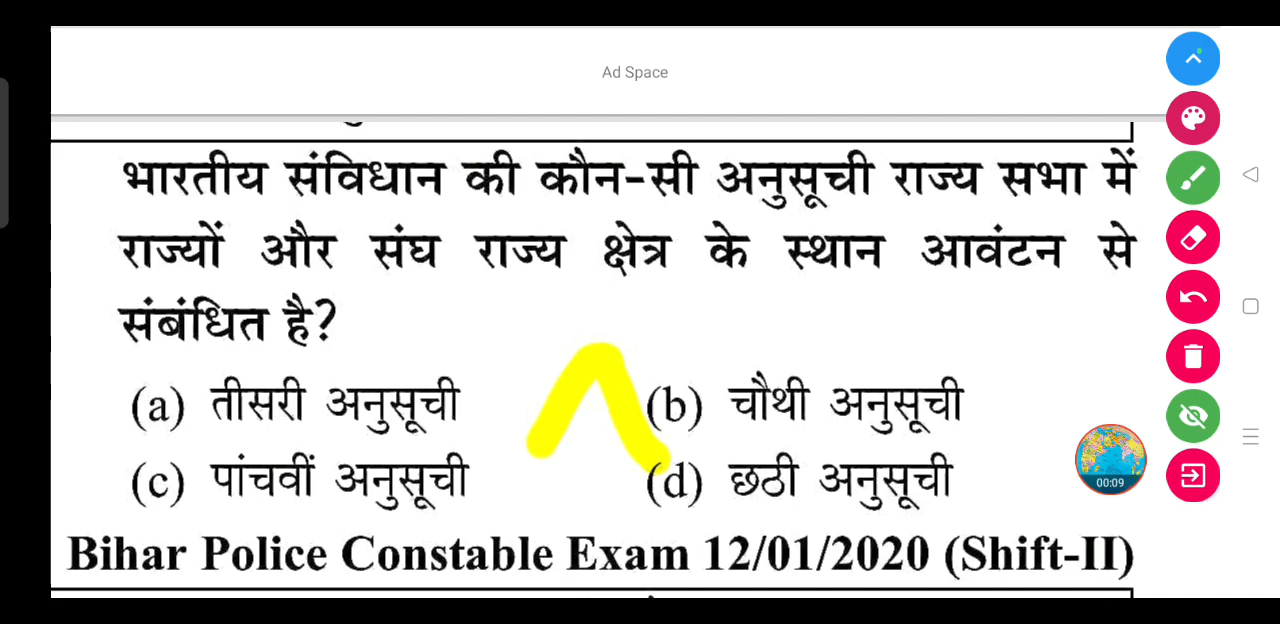 Ad Space
भारतीय संविधान की कौन-सी अनुसूची राज्य सभा में
राज्यों और संघ राज्य क्षेत्र के स्थान आवंटन से
संबंधित है?
(a) तीसरी अनुसूची (b) चौथी अनुसूची
(c) पांचवीं अनुसूची (d) छठी अनुसूची
00:09
Bihar Police Constable Exam 12/01/2020 (Shift-II)